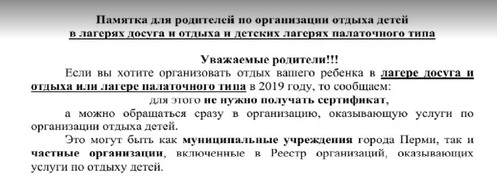 Памятка для родителей по организации отдыха детей
в лагерях досуга и отдыха и детских лагерях палаточного типа
Уважаемые родители!!!
Если вы хотите организовать отдых вашего ребенка в лагере досуга и
отдыха или лагере палаточного типа в 2019 году, то сообщаем:
для этого не нужно получать сертификат,
а можно обращаться сразу в организацию, оказывающую услуги по
организации отдыха детей.
Это могут быть как муниципальные учреждения города Перми, так и
частные организации, включенные в Реестр организаций, оказывающих
услуги по отдыху детей.